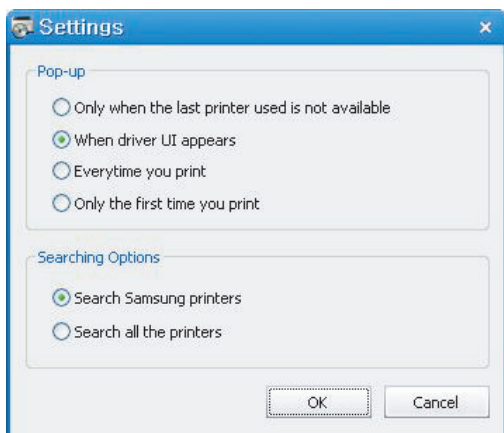 Settings
Pop-up
Only when the last printer used is not available
When driver UI appears
Everytime you print
Only the first time you print
Searching Options
Search Samsung printers
Search all the printers
OK Cancel